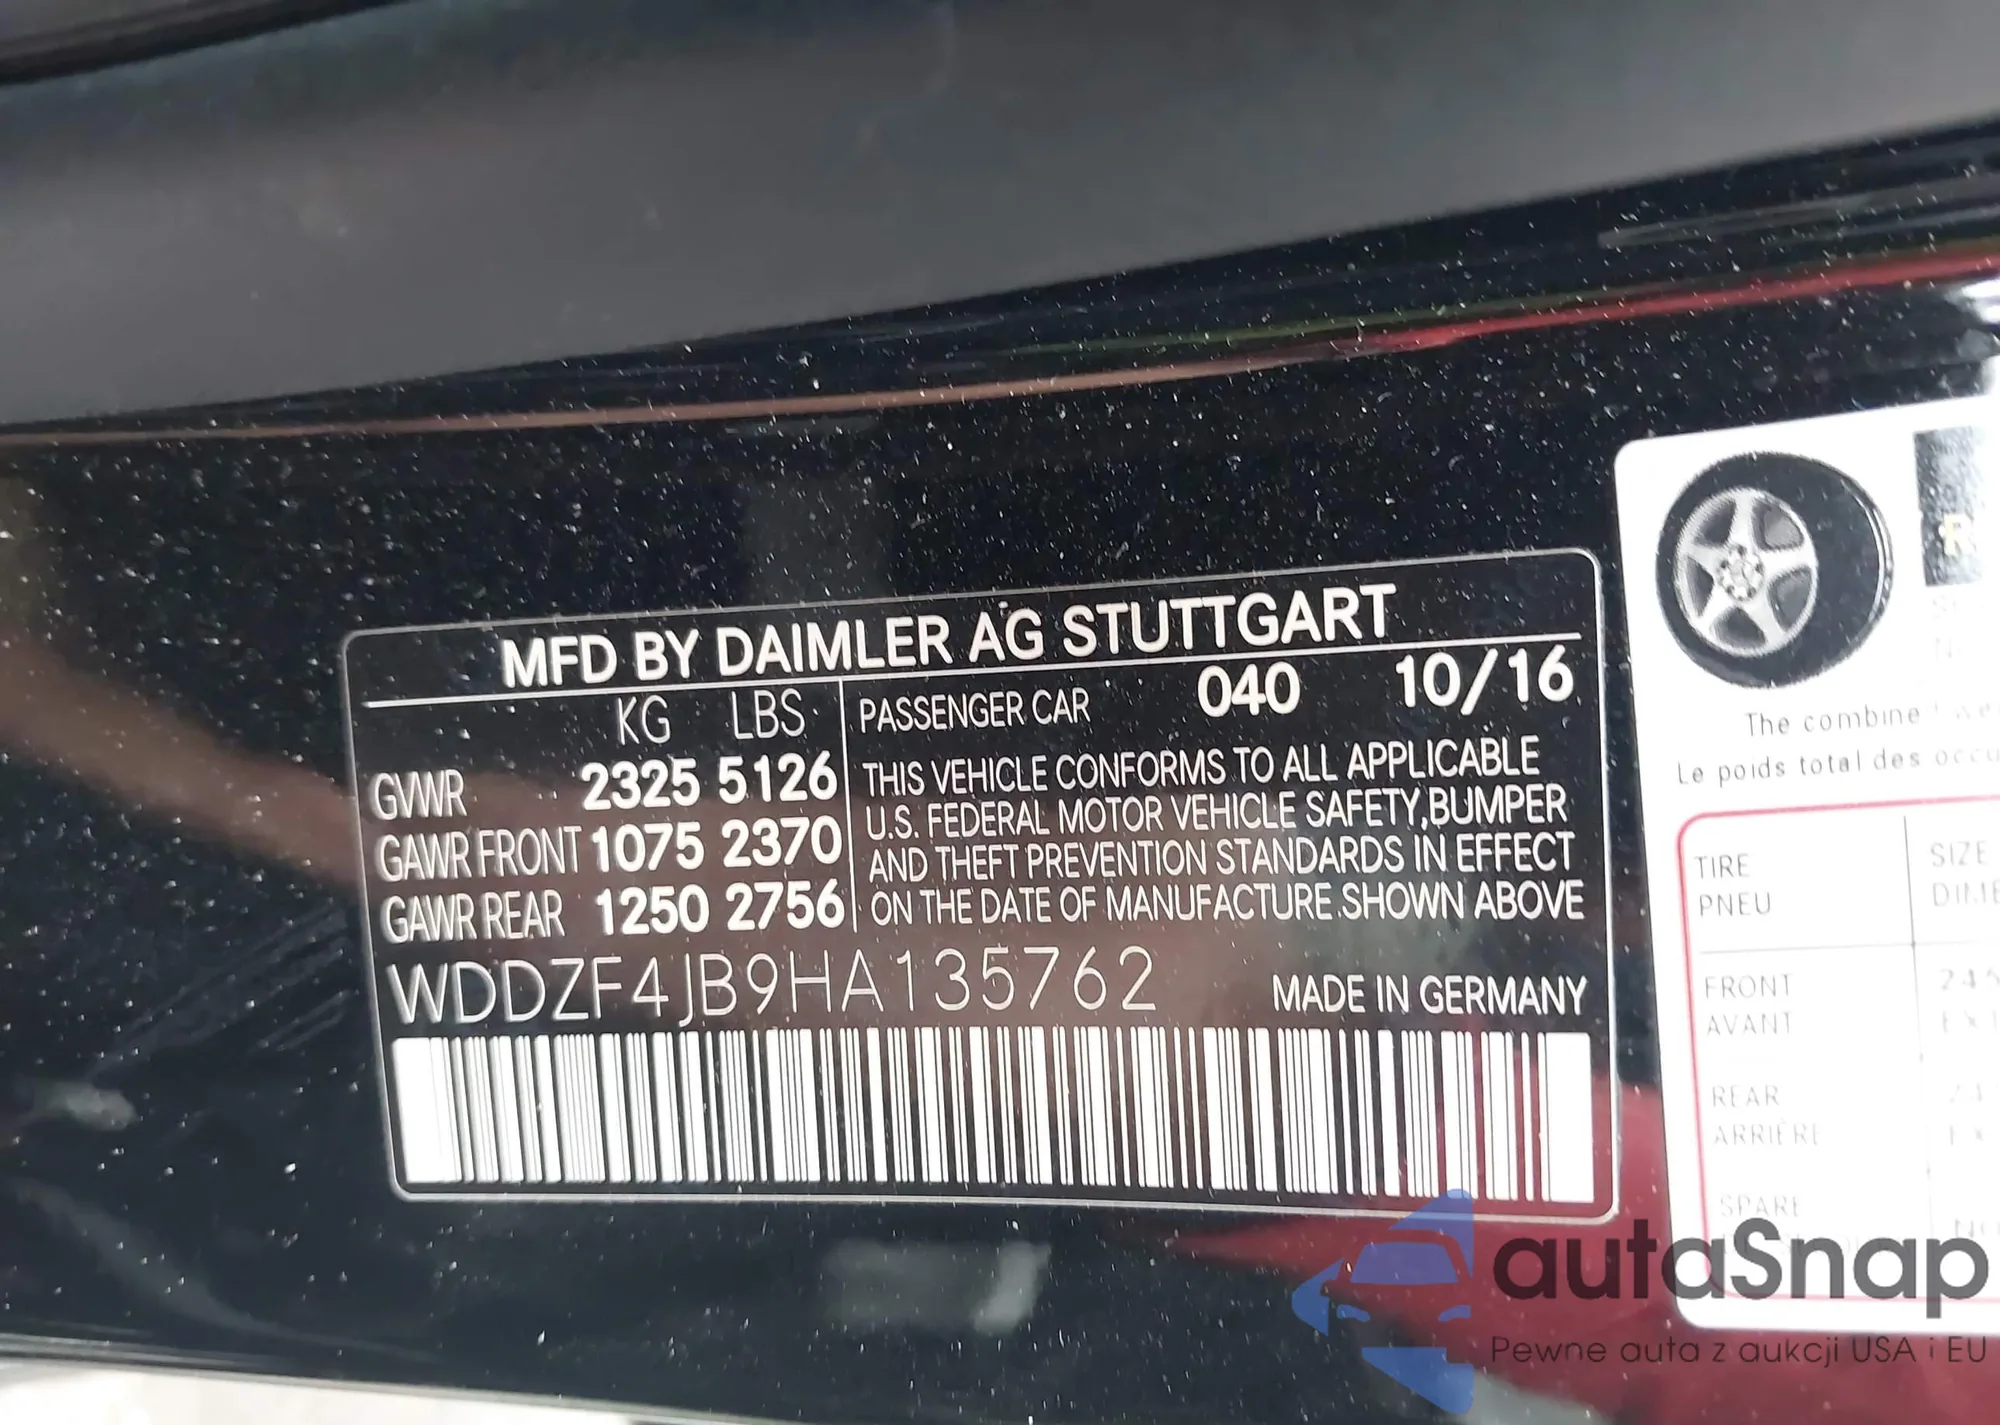 MFD BY DAIMLER AG STUTTGART
KG LBS
PASSENGER CAR 040 10/16
GVWR 2325 5126
GAWR FRONT 1075 2370
GAWR REAR 1250 2756
THIS VEHICLE CONFORMS TO ALL APPLICABLE
U.S. FEDERAL MOTOR VEHICLE SAFETY,BUMPER
AND THEFT PREVENTION STANDARDS IN EFFECT
ON THE DATE OF MANUFACTURE SHOWN ABOVE
WDDZF4JB9HA135762
MADE IN GERMANY
The combine
Le poids total des
TIRE
PNEU
SIZE
FRONT
AVANT
REAR
ARRIÈRE
SPARE
autaSnap
Pewne auta z aukcji USA i EU